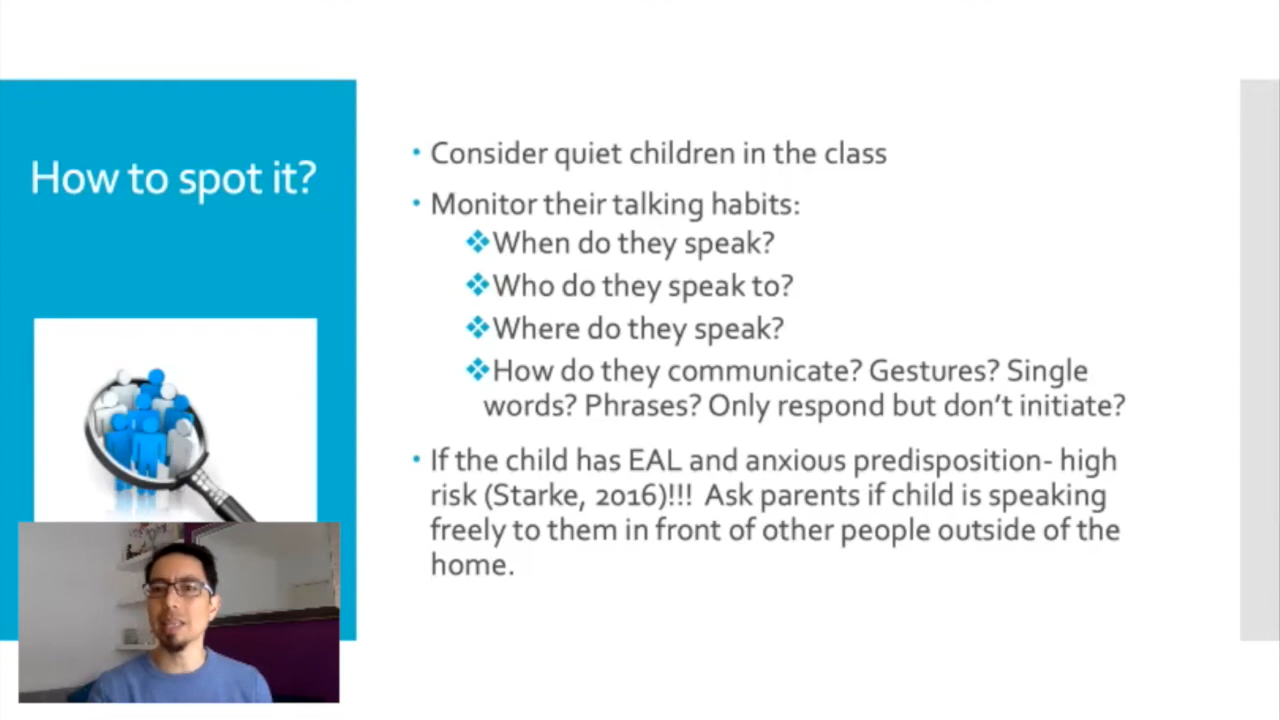 How to spot it?
• Consider quiet children in the class
• Monitor their talking habits:
❖When do they speak?
❖Who do they speak to?
❖Where do they speak?
❖How do they communicate? Gestures? Single
words? Phrases? Only respond but don't initiate?
• If the child has EAL and anxious predisposition- high
risk (Starke, 2016)!!! Ask parents if child is speaking
freely to them in front of other people outside of the
home.